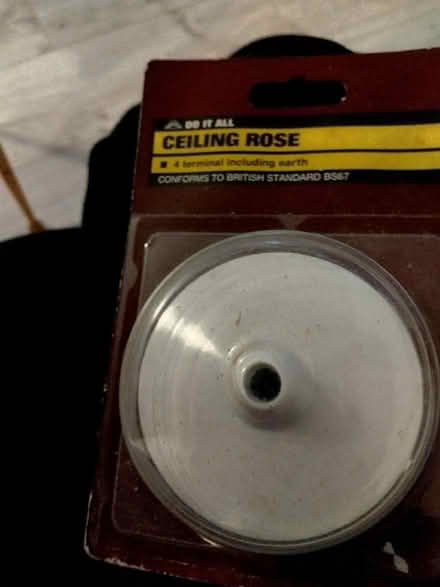 DO IT ALL
CEILING ROSE
■ 4 terminal including earth
CONFORMS TO BRITISH STANDARD BS67